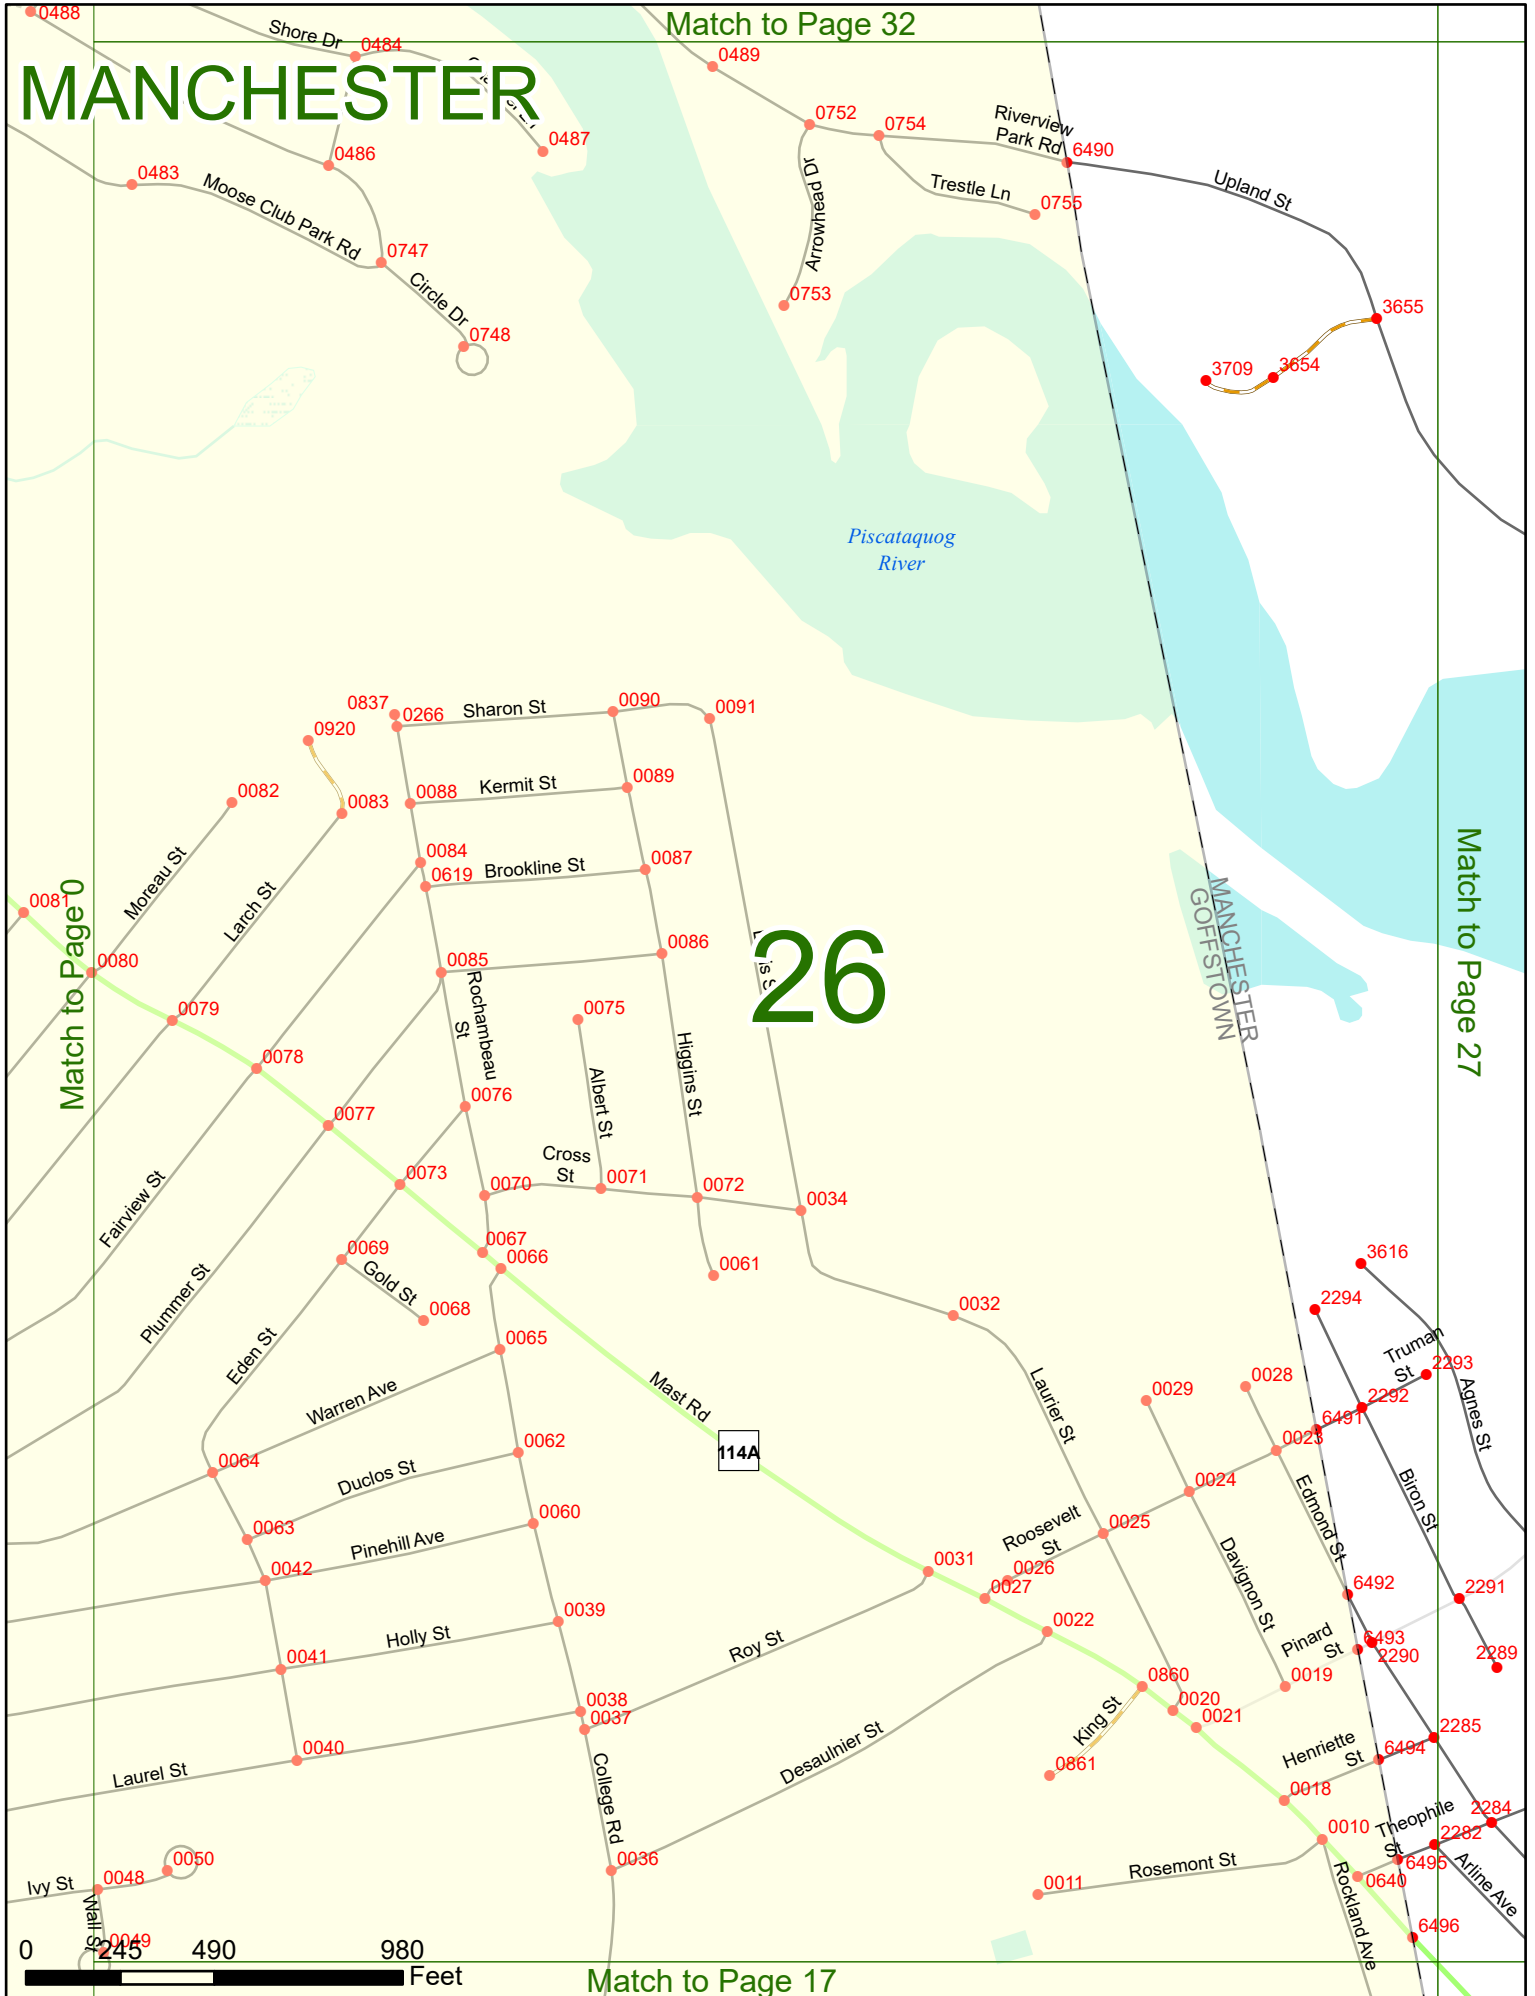 Match to Page 32
MANCHESTER
0488
Shore Dr
0484
0489
0487
0752
0754
Riverview
Park Rd
6490
0486
0483
Moose Club Park Rd
Arrowhead Dr
Trestle Ln
0755
Upland St
0747
Circle Dr
0748
0753
3655
3709
3654
Piscataquog
River
0837
0266
Sharon St
0090
0091
0920
0082
0083
0088
Kermit St
0089
0084
0619
Brookline St
0087
Moreau St
Larch St
0081
Match to Page 0
0080
0079
0085
0086
26
MANCHESTER
GOFFSTOWN
Match to Page 27
Rochambeau
St
0075
0078
Albert St
Higgins St
0076
0077
0073
Cross
St
0070
0071
0072
0034
Fairview St
0067
0066
0061
0069
Gold St
0068
Plummer St
Eden St
0065
0032
3616
2294
Warren Ave
Mast Rd
114A
Laurier St
0029
0028
Truman
St
2293
2292
6491
Agnes St
0023
0064
0062
Duclos St
0024
Edmond St
Biron St
0063
0060
Pinehill Ave
0042
Roosevelt
St
0025
0031
0026
0027
Davignon St
6492
2291
0039
Holly St
0041
Roy St
0022
Pinard
St
6493
2290
2289
0019
0860
0020
0021
King St
0038
0037
0040
Laurel St
College Rd
Desaulnier St
0861
Henriette
St
6494
2285
0018
Theophile
St
2284
2282
0010
6495
0640
Arline Ave
0050
0048
Ivy St
Wall St
0049
0036
0011
Rosemont St
Rockland Ave
6496
0 245 490 980
Feet
Match to Page 17